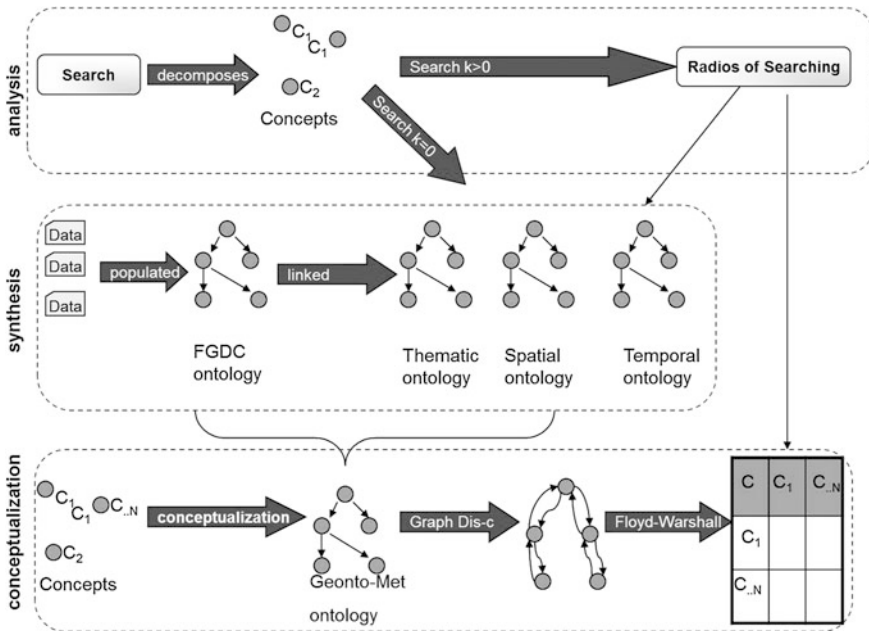 analysis
Search
decomposes
C1
C1
C2
Concepts
Search k>0
Search k=0
Radios of Searching
synthesis
Data
Data
Data
populated
linked
FGDC
ontology
Thematic
ontology
Spatial
ontology
Temporal
ontology
conceptualization
C1
C1
C..N
C2
Concepts
conceptualization
Geonto-Met
ontology
Graph Dis-c
Floyd-Warshall
C C1 C..N
C1
C..N